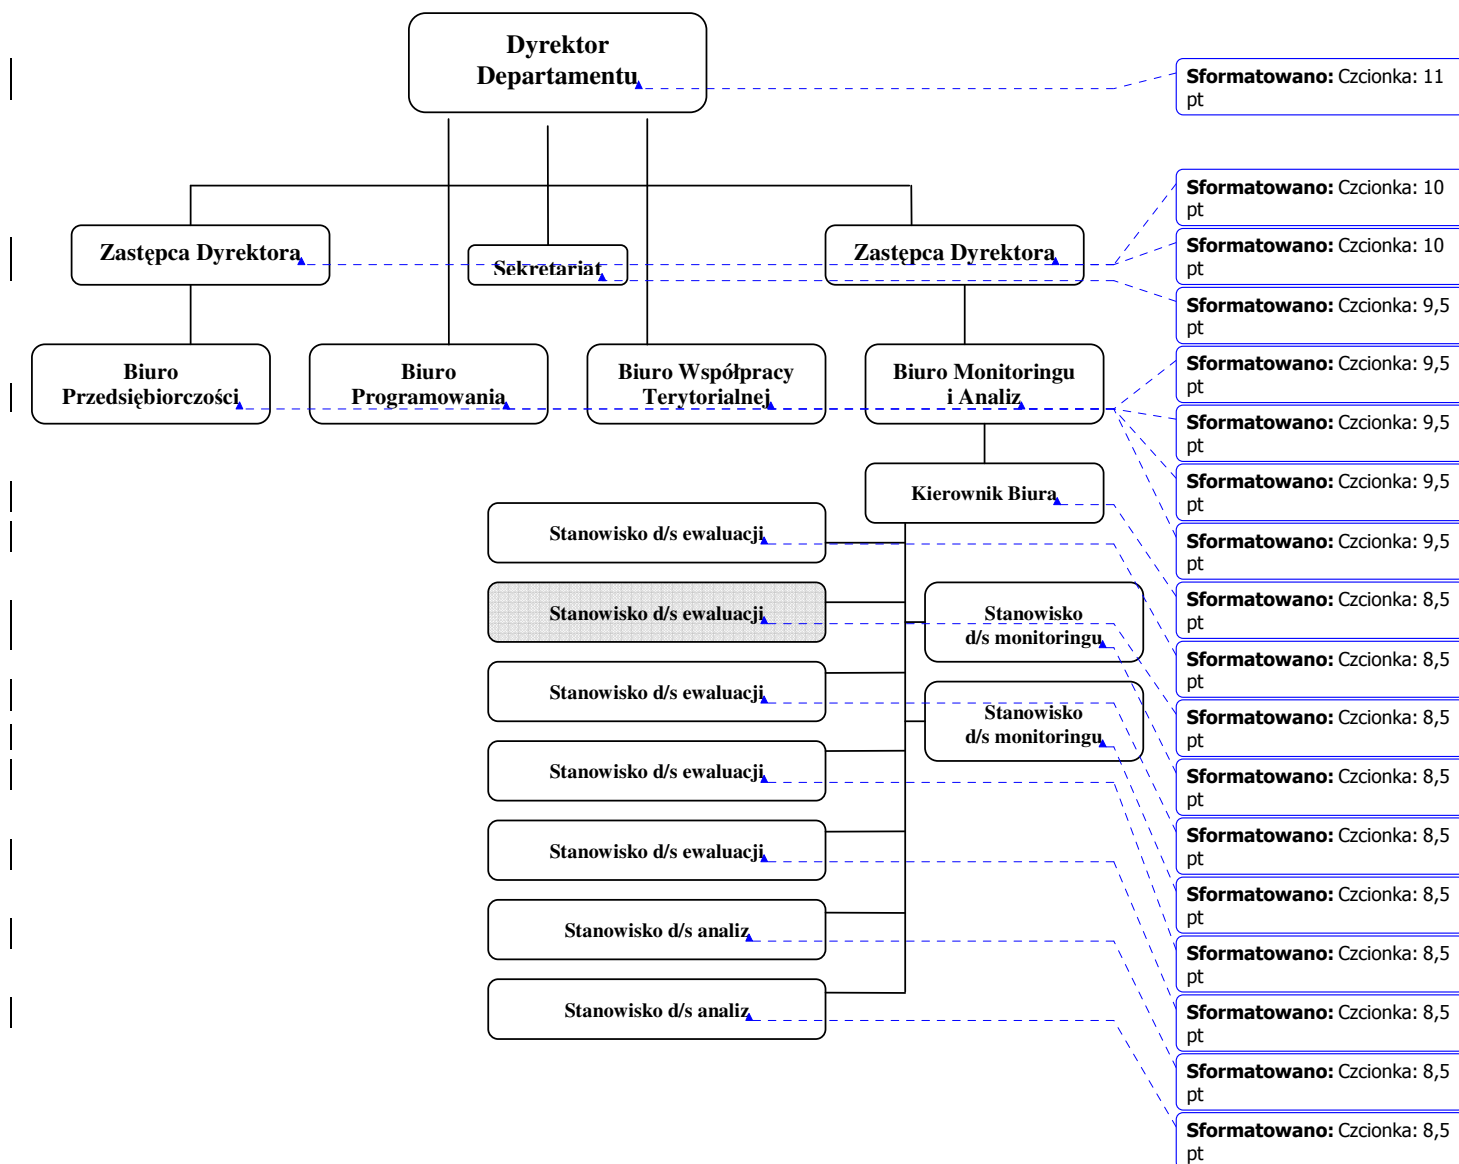 Dyrektor
Departamentu
Zastępca Dyrektora
Sekretariat
Zastępca Dyrektora
Biuro
Przedsiębiorczości
Biuro
Programowania
Biuro Współpracy
Terytorialnej
Biuro Monitoringu
i Analiz
Kierownik Biura
Stanowisko d/s ewaluacji
Stanowisko d/s ewaluacji
Stanowisko
d/s monitoringu
Stanowisko d/s ewaluacji
Stanowisko
d/s monitoringu
Stanowisko d/s ewaluacji
Stanowisko d/s ewaluacji
Stanowisko d/s analiz
Stanowisko d/s analiz
Sformatowano: Czcionka: 11
pt
Sformatowano: Czcionka: 10
pt
Sformatowano: Czcionka: 10
pt
Sformatowano: Czcionka: 9,5
pt
Sformatowano: Czcionka: 9,5
pt
Sformatowano: Czcionka: 9,5
pt
Sformatowano: Czcionka: 9,5
pt
Sformatowano: Czcionka: 9,5
pt
Sformatowano: Czcionka: 8,5
pt
Sformatowano: Czcionka: 8,5
pt
Sformatowano: Czcionka: 8,5
pt
Sformatowano: Czcionka: 8,5
pt
Sformatowano: Czcionka: 8,5
pt
Sformatowano: Czcionka: 8,5
pt
Sformatowano: Czcionka: 8,5
pt
Sformatowano: Czcionka: 8,5
pt
Sformatowano: Czcionka: 8,5
pt
Sformatowano: Czcionka: 8,5
pt